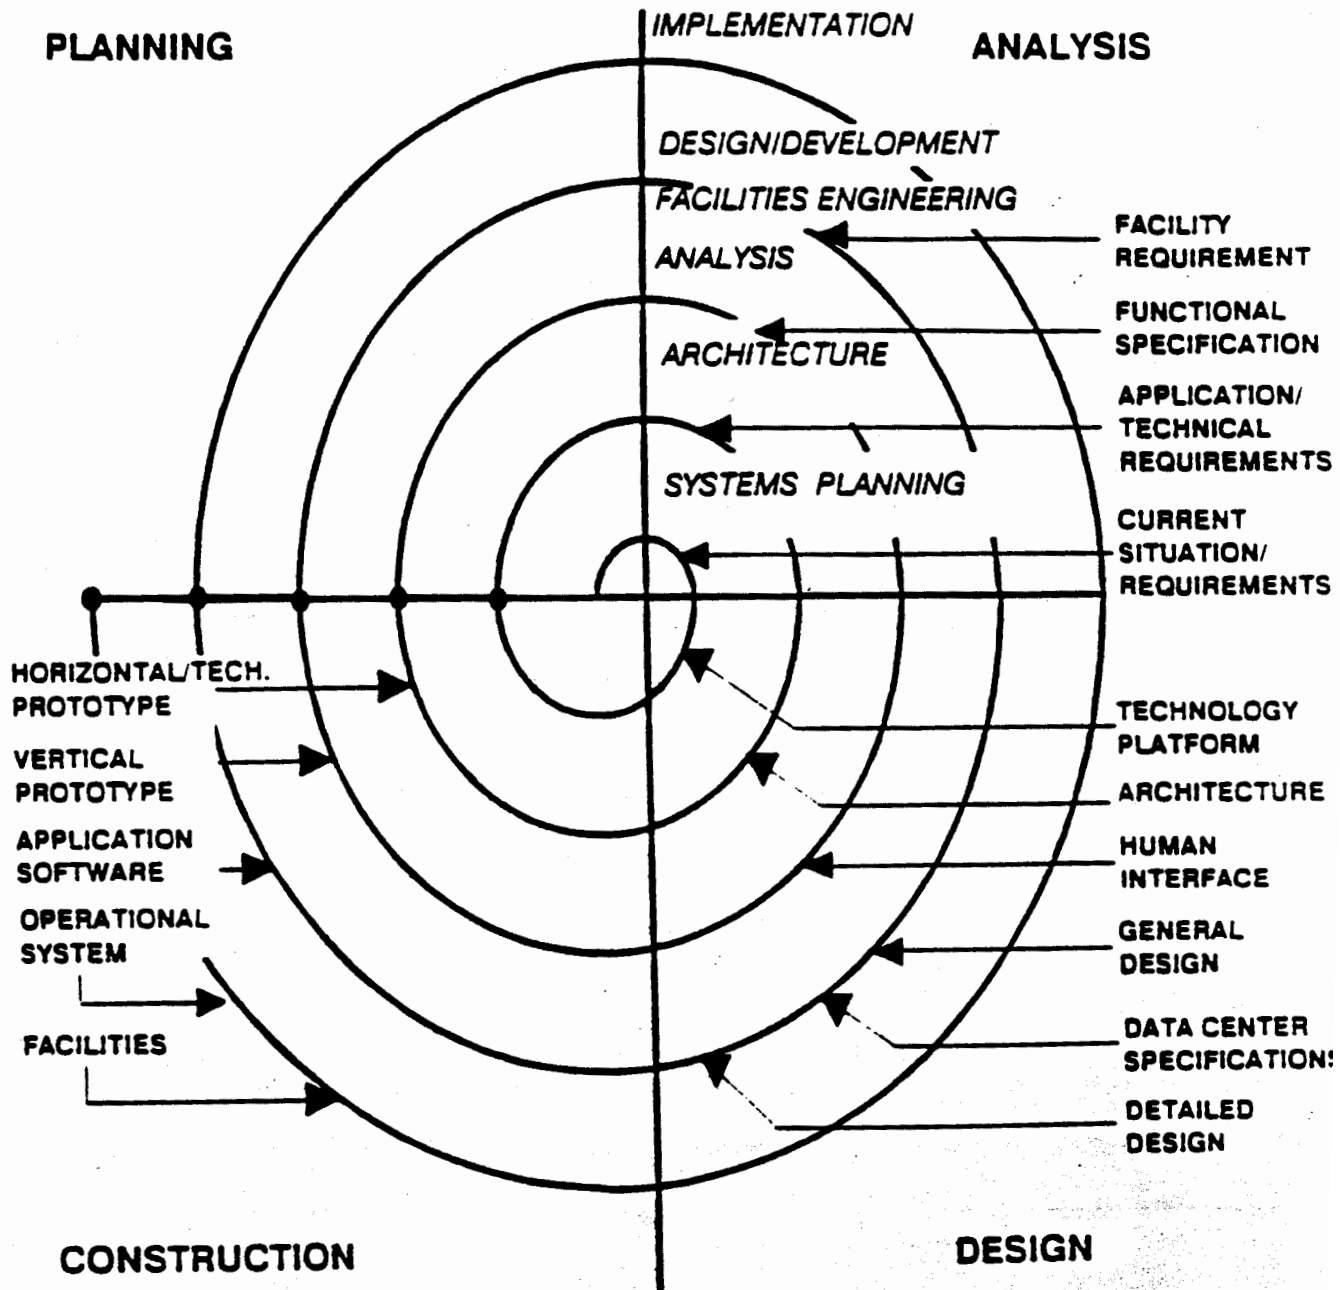 PLANNING
IMPLEMENTATION
ANALYSIS
DESIGN/DEVELOPMENT
FACILITIES ENGINEERING
ANALYSIS
ARCHITECTURE
SYSTEMS PLANNING
FACILITY
REQUIREMENT
FUNCTIONAL
SPECIFICATION
APPLICATION/
TECHNICAL
REQUIREMENTS
CURRENT
SITUATION/
REQUIREMENTS
HORIZONTAL/TECH.
PROTOTYPE
VERTICAL
PROTOTYPE
APPLICATION
SOFTWARE
OPERATIONAL
SYSTEM
FACILITIES
TECHNOLOGY
PLATFORM
ARCHITECTURE
HUMAN
INTERFACE
GENERAL
DESIGN
DATA CENTER
SPECIFICATIONS
DETAILED
DESIGN
CONSTRUCTION
DESIGN